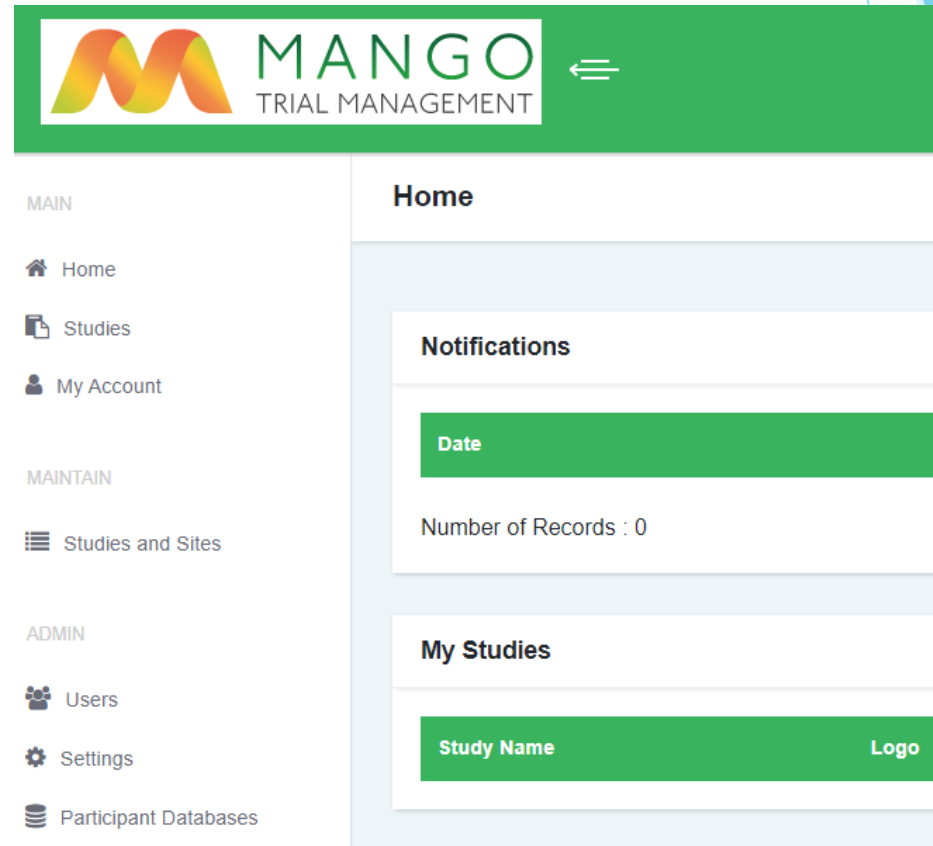 MANGO
TRIAL MANAGEMENT
MAIN
Home
Studies
My Account
MAINTAIN
Studies and Sites
ADMIN
Users
Settings
Participant Databases
Home
Notifications
Date
Number of Records : 0
My Studies
Study Name Logo